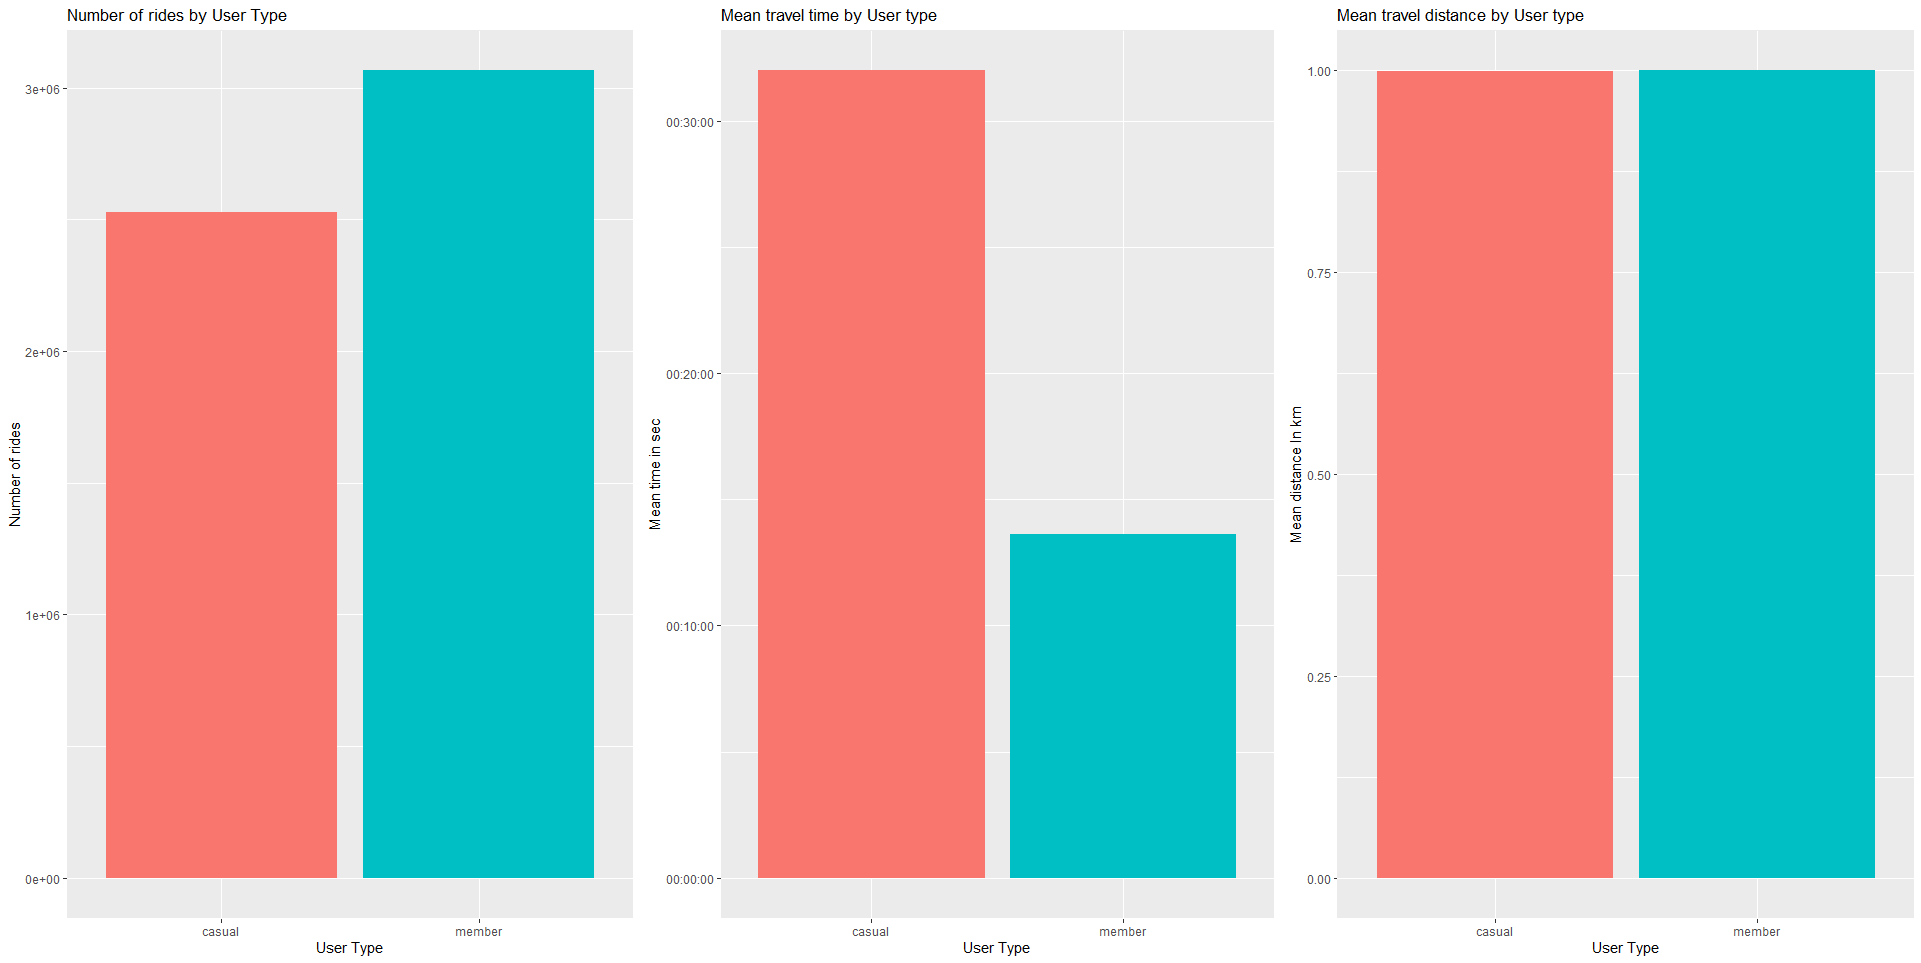 Number of rides by User Type
Number of rides
3e+06
2e+06
1e+06
0e+00
casual
member
User Type
Mean travel time by User type
Mean time in sec
00:30:00
00:20:00
00:10:00
00:00:00
casual
member
User Type
Mean travel distance by User type
Mean distance In km
1.00
0.75
0.50
0.25
0.00
casual
member
User Type